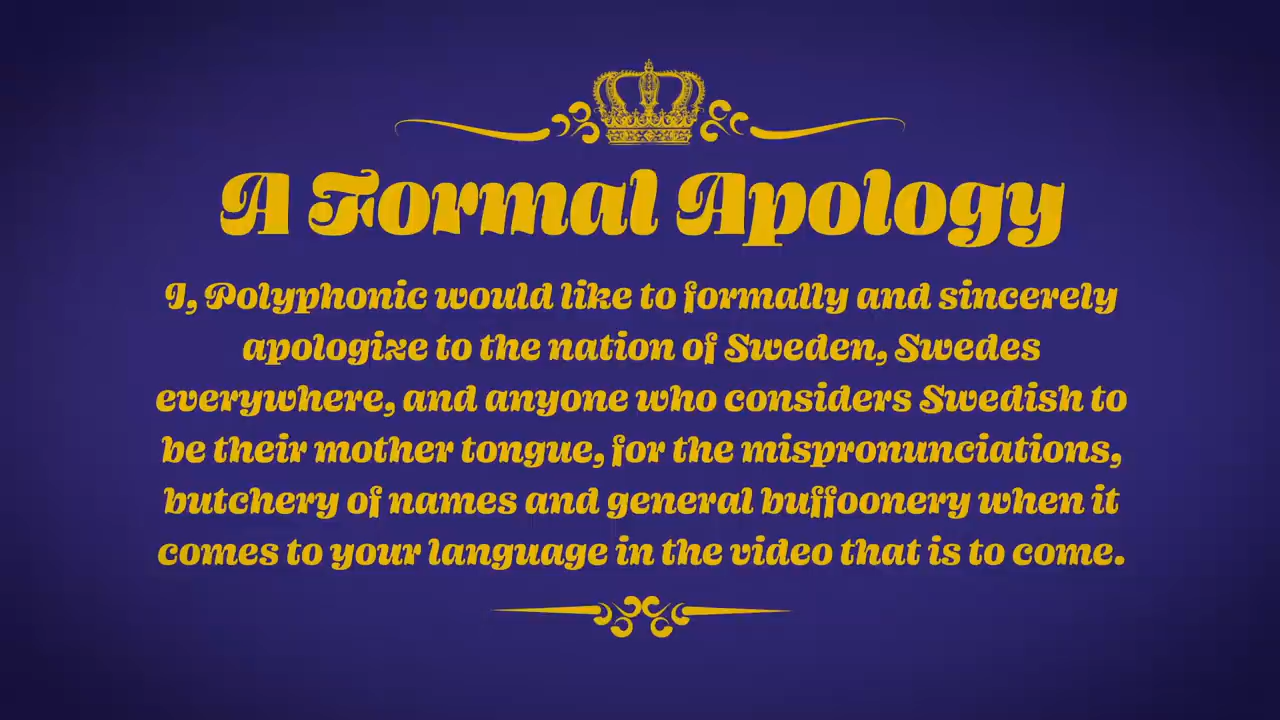 A Formal Apology
I, Polyphonic would like to formally and sincerely
apologize to the nation of Sweden, Swedes
everywhere, and anyone who considers Swedish to
be their mother tongue, for the mispronunciations,
butchery of names and general buffoonery when it
comes to your language in the video that is to come.